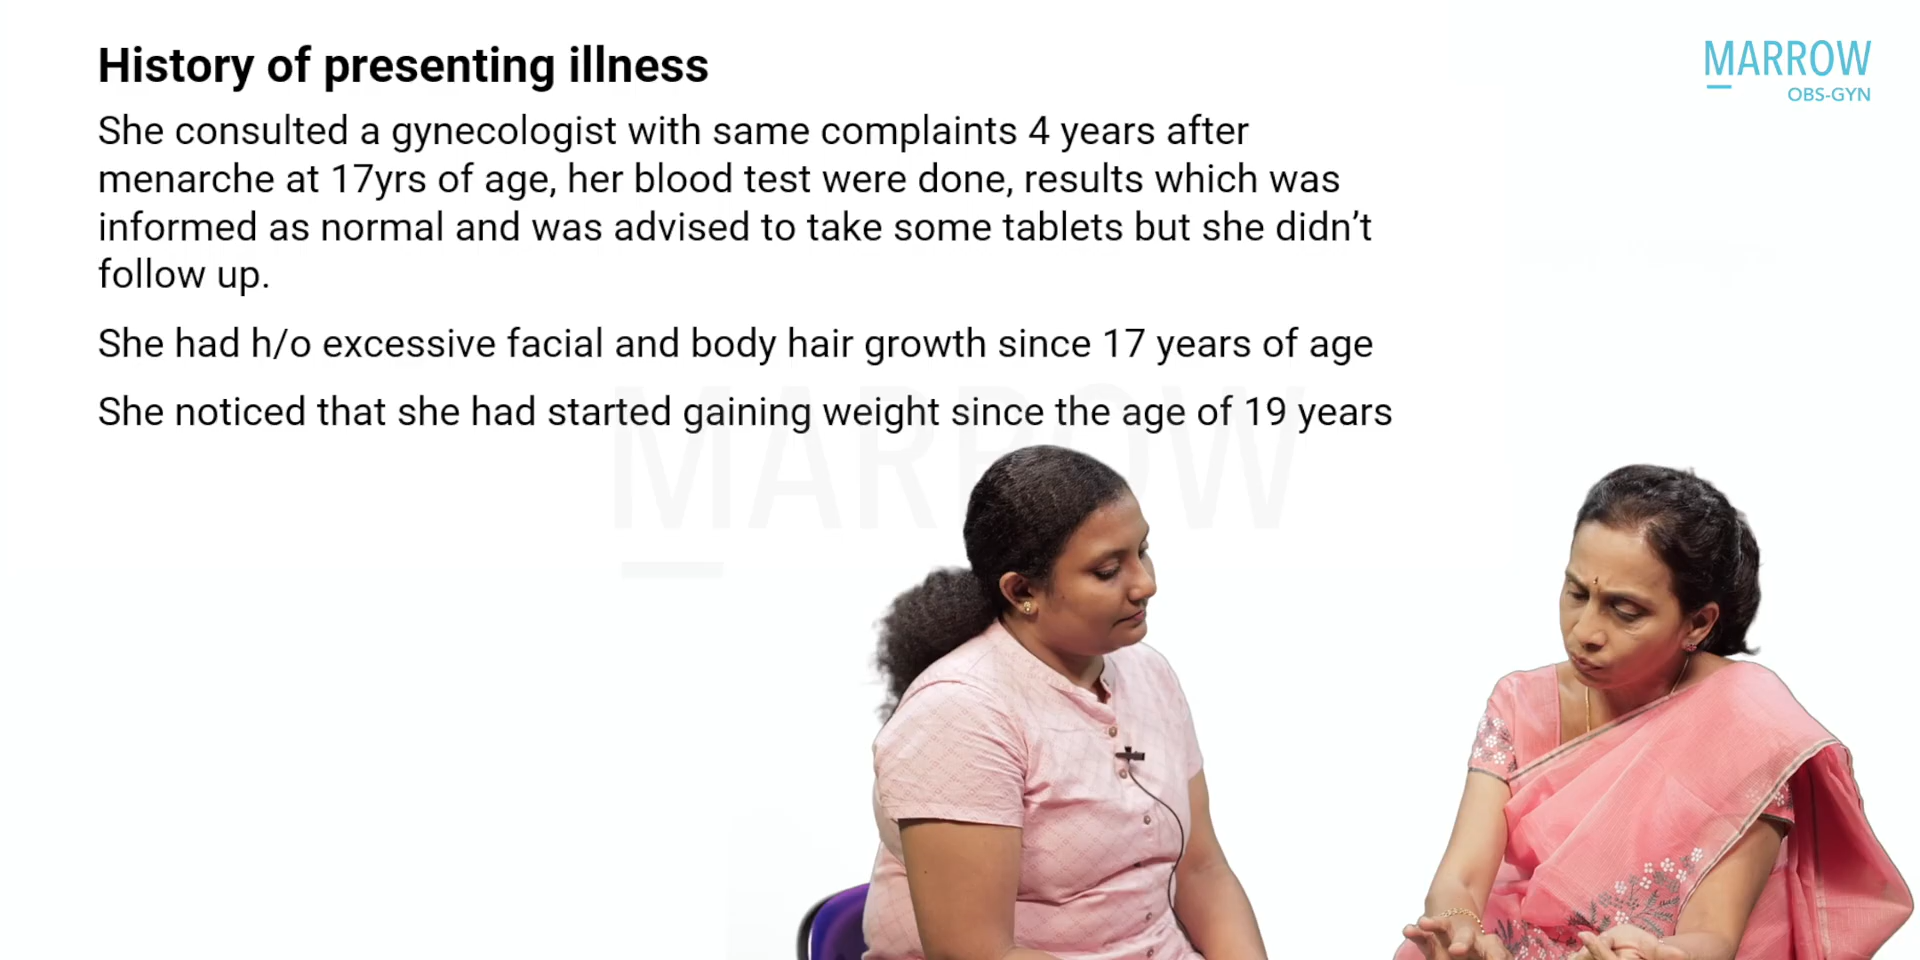 History of presenting illness
MARROW
OBS-GYN
She consulted a gynecologist with same complaints 4 years after
menarche at 17yrs of age, her blood test were done, results which was
informed as normal and was advised to take some tablets but she didn’t
follow up.
She had h/o excessive facial and body hair growth since 17 years of age
She noticed that she had started gaining weight since the age of 19 years
MARROW